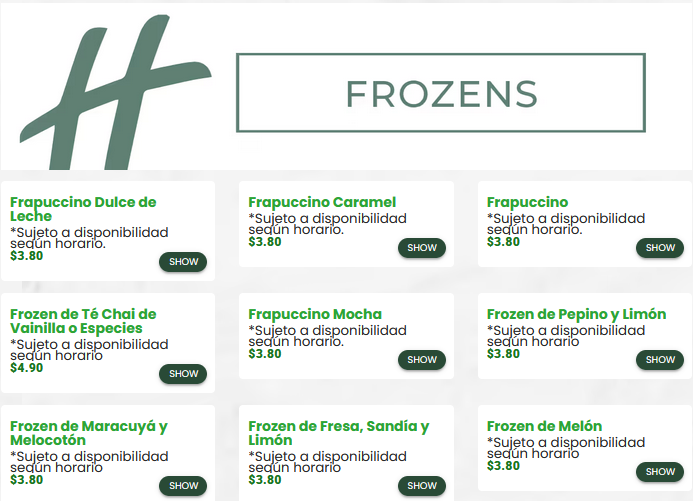 H
FROZENS
Frapuccino Dulce de
Leche
*Sujeto a disponibilidad
según horario.
$3.80
SHOW
Frapuccino Caramel
*Sujeto a disponibilidad
según horario.
$3.80
SHOW
Frapuccino
*Sujeto a disponibilidad
según horario.
$3.80
SHOW
Frozen de Té Chai de
Vainilla o Especies
*Sujeto a disponibilidad
según horario
$4.90
SHOW
Frapuccino Mocha
*Sujeto a disponibilidad
según horario.
$3.80
SHOW
Frozen de Pepino y Limón
*Sujeto a disponibilidad
según horario
$3.80
SHOW
Frozen de Maracuyá y
Melocotón
*Sujeto a disponibilidad
según horario
$3.80
SHOW
Frozen de Fresa, Sandía y
Limón
*Sujeto a disponibilidad
según horario
$3.80
SHOW
Frozen de Melón
*Sujeto a disponibilidad
según horario
$3.80
SHOW